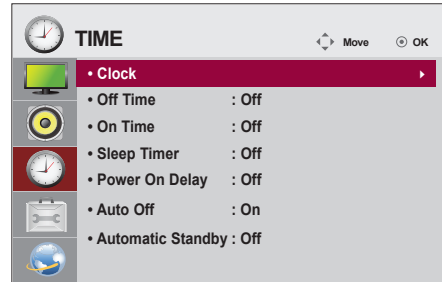 TIME Move OK
• Clock
• Off Time : Off
• On Time : Off
• Sleep Timer : Off
• Power On Delay : Off
• Auto Off : On
• Automatic Standby : Off